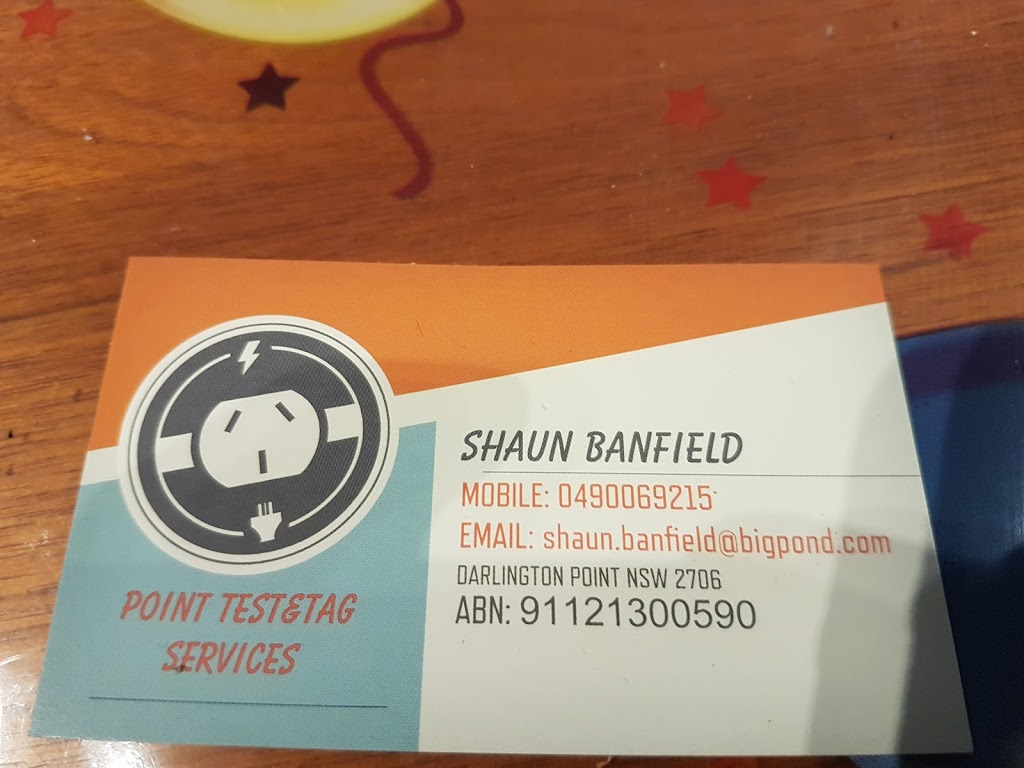 SHAUN BANFIELD
MOBILE: 0490069215
EMAIL: shaun.banfield@bigpond.com
DARLINGTON POINT NSW 2706
ABN: 91121300590
POINT TEST&TAG
SERVICES